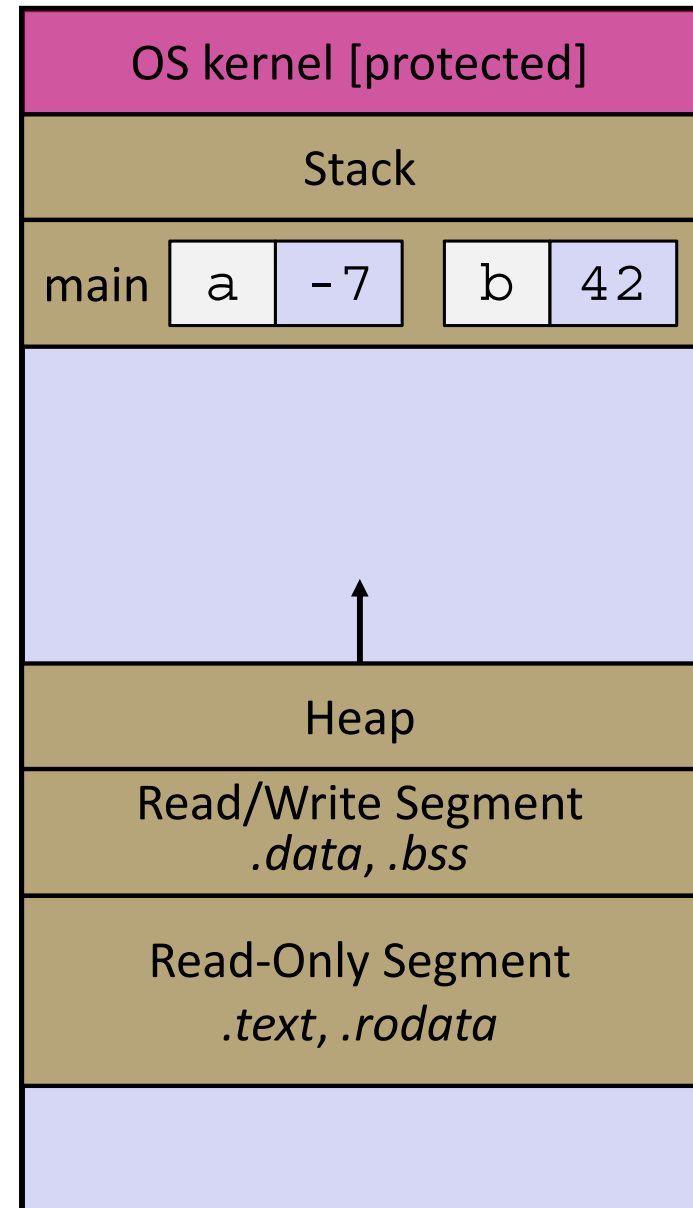 OS kernel [protected]
Stack
main a -7 b 42
Heap
Read/Write Segment
.data, .bss
Read-Only Segment
.text, .rodata